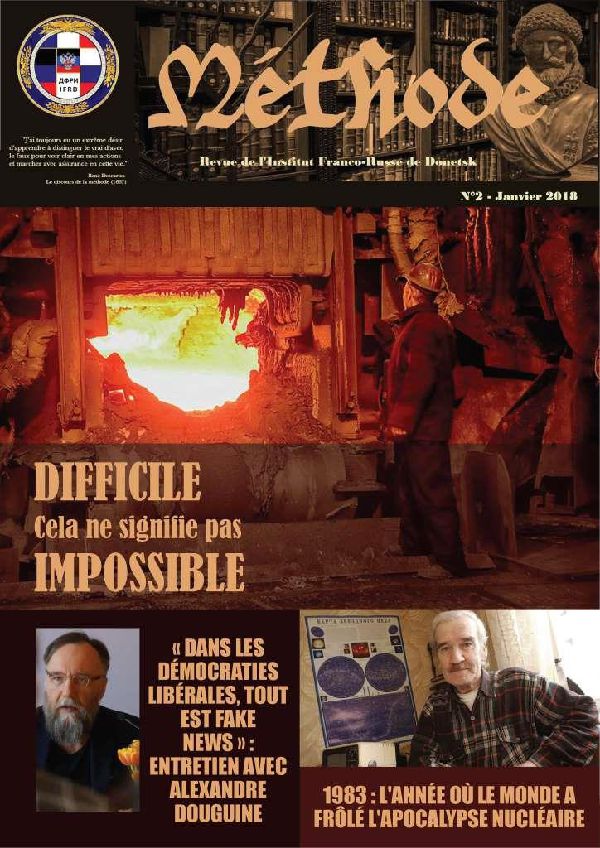 ДФРИ
IFRD
Méthode
Revue de l'Institut Franco-Russe de Donetsk
"J'ai toujours eu un extrême désir
d'apprendre à distinguer le vrai d'avec
le faux pour voir clair en mes actions
et marcher avec assurance en cette vie."
René Descartes
Le discours de la méthode (1637)
N°2 - Janvier 2018
DIFFICILE
Cela ne signifie pas
IMPOSSIBLE
« DANS LES
DÉMOCRATIES
LIBÉRALES, TOUT
EST FAKE
NEWS » :
ENTRETIEN AVEC
ALEXANDRE
DOUGUINE
1983 : L'ANNÉE OÙ LE MONDE A
FRÔLÉ L'APOCALYPSE NUCLÉAIRE